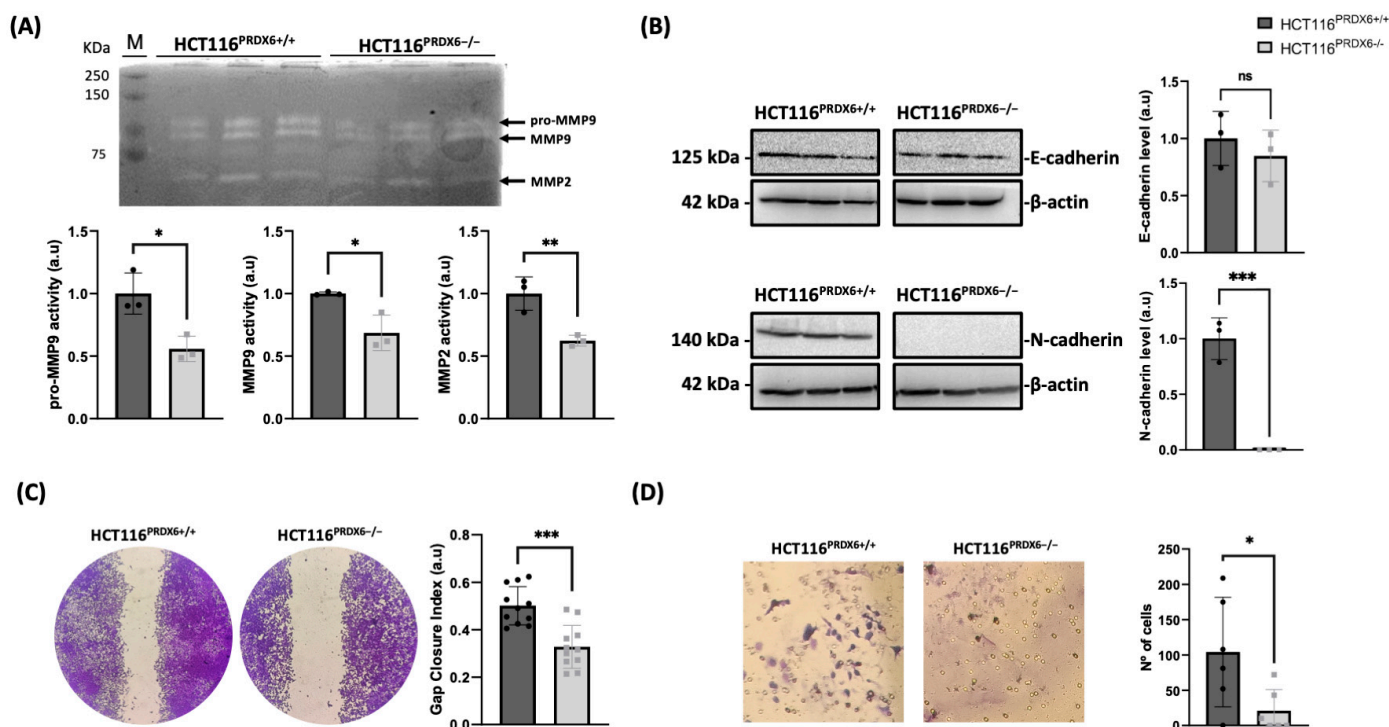 (A)
KDa
M
HCT116PRDX6+/+
HCT116PRDX6−/−
250
150
75
pro-MMP9
MMP9
MMP2
1.5
1.0
0.5
0.0
pro-MMP9 activity (a.u)
*
1.5
1.0
0.5
0.0
MMP9 activity (a.u)
*
1.5
1.0
0.5
0.0
MMP2 activity (a.u)
**
(B)
HCT116PRDX6+/+
HCT116PRDX6-/-
HCT116PRDX6+/+
HCT116PRDX6−/−
125 kDa -
-E-cadherin
42 kDa -
-β-actin
1.5
1.0
0.5
0.0
E-cadherin level (a.u)
ns
HCT116PRDX6+/+
HCT116PRDX6−/−
140 kDa -
-N-cadherin
42 kDa -
-β-actin
1.5
1.0
0.5
0.0
N-cadherin level (a.u)
***
(C)
HCT116PRDX6+/+
HCT116PRDX6−/−
0.8
0.6
0.4
0.2
0.0
Gap Closure Index (a.u)
***
(D)
HCT116PRDX6+/+
HCT116PRDX6−/−
250
200
150
100
50
0
Nº of cells
*